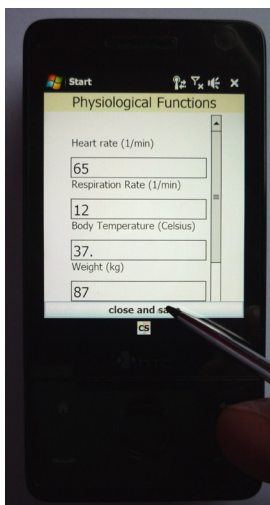 Start
Physiological Functions
Heart rate (1/min)
65
Respiration Rate (1/min)
12
Body Temperature (Celsius)
37.
Weight (kg)
87
close and sa
cs